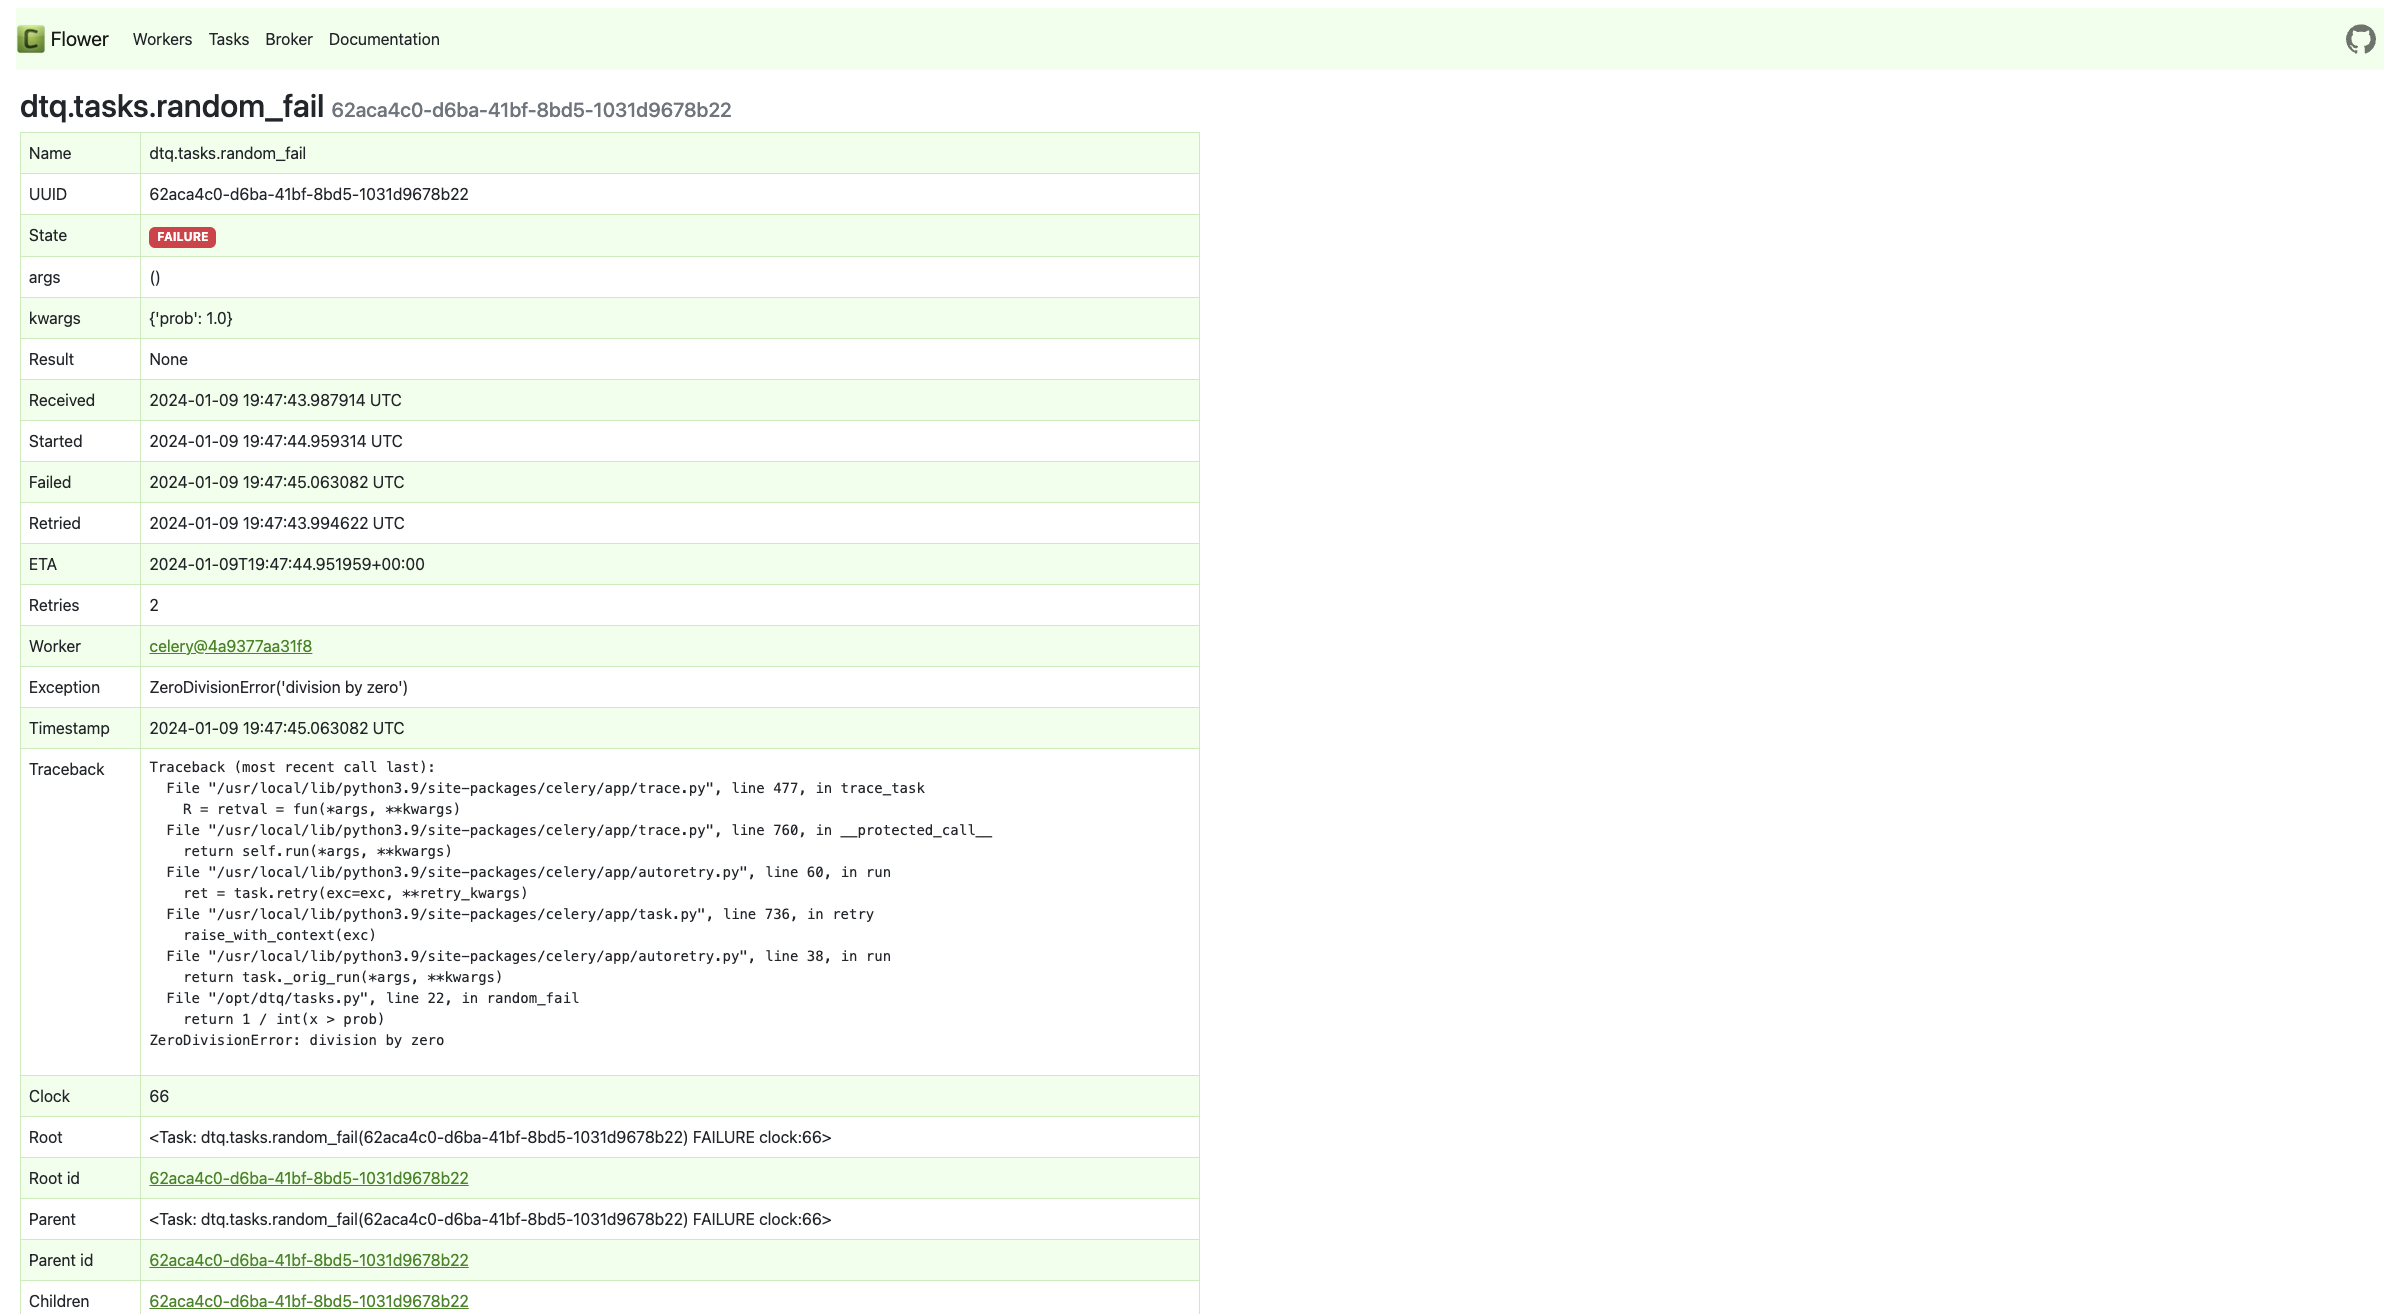 Flower Workers Tasks Broker Documentation
dtq.tasks.random_fail 62aca4c0-d6ba-41bf-8bd5-1031d9678b22
Name dtq.tasks.random_fail
UUID 62aca4c0-d6ba-41bf-8bd5-1031d9678b22
State FAILURE
args ()
kwargs {'prob': 1.0}
Result None
Received 2024-01-09 19:47:43.987914 UTC
Started 2024-01-09 19:47:44.959314 UTC
Failed 2024-01-09 19:47:45.063082 UTC
Retried 2024-01-09 19:47:43.994622 UTC
ETA 2024-01-09T19:47:44.951959+00:00
Retries 2
Worker celery@4a9377aa31f8
Exception ZeroDivisionError('division by zero')
Timestamp 2024-01-09 19:47:45.063082 UTC
Traceback Traceback (most recent call last):
  File "/usr/local/lib/python3.9/site-packages/celery/app/trace.py", line 477, in trace_task
    R = retval = fun(*args, **kwargs)
  File "/usr/local/lib/python3.9/site-packages/celery/app/trace.py", line 760, in __protected_call__
    return self.run(*args, **kwargs)
  File "/usr/local/lib/python3.9/site-packages/celery/app/autoretry.py", line 60, in run
    ret = task.retry(exc=exc, **retry_kwargs)
  File "/usr/local/lib/python3.9/site-packages/celery/app/task.py", line 736, in retry
    raise_with_context(exc)
  File "/usr/local/lib/python3.9/site-packages/celery/app/autoretry.py", line 38, in run
    return task._orig_run(*args, **kwargs)
  File "/opt/dtq/tasks.py", line 22, in random_fail
    return 1 / int(x > prob)
ZeroDivisionError: division by zero
Clock 66
Root <Task: dtq.tasks.random_fail(62aca4c0-d6ba-41bf-8bd5-1031d9678b22) FAILURE clock:66>
Root id 62aca4c0-d6ba-41bf-8bd5-1031d9678b22
Parent <Task: dtq.tasks.random_fail(62aca4c0-d6ba-41bf-8bd5-1031d9678b22) FAILURE clock:66>
Parent id 62aca4c0-d6ba-41bf-8bd5-1031d9678b22
Children 62aca4c0-d6ba-41bf-8bd5-1031d9678b22